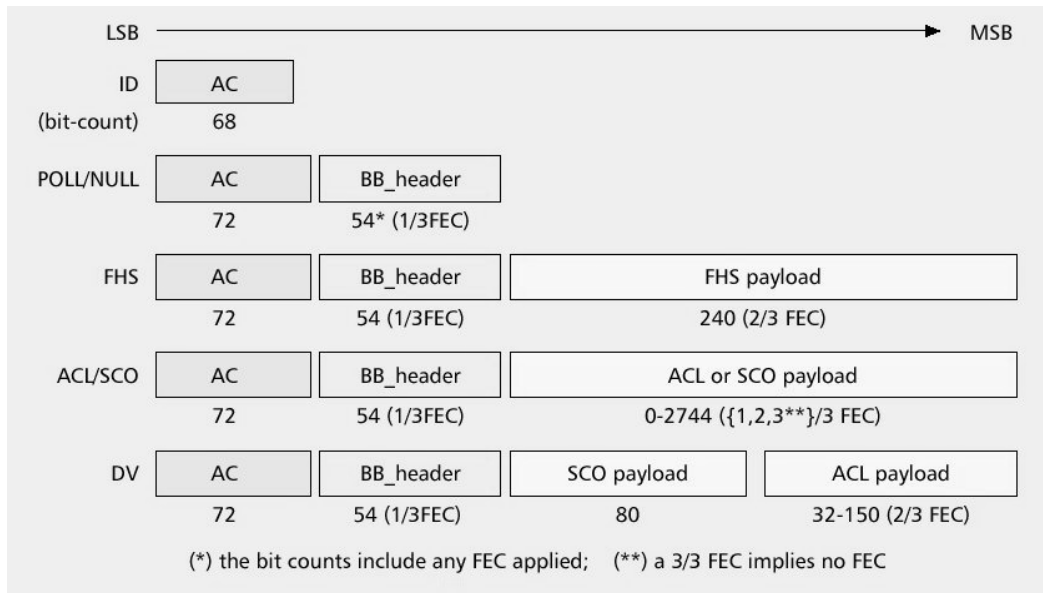 LSB MSB
ID AC
(bit-count) 68
POLL/NULL AC BB_header
72 54* (1/3FEC)
FHS AC BB_header FHS payload
72 54 (1/3FEC) 240 (2/3 FEC)
ACL/SCO AC BB_header ACL or SCO payload
72 54 (1/3FEC) 0-2744 ({1,2,3**}/3 FEC)
DV AC BB_header SCO payload ACL payload
72 54 (1/3FEC) 80 32-150 (2/3 FEC)
(*) the bit counts include any FEC applied; (**) a 3/3 FEC implies no FEC